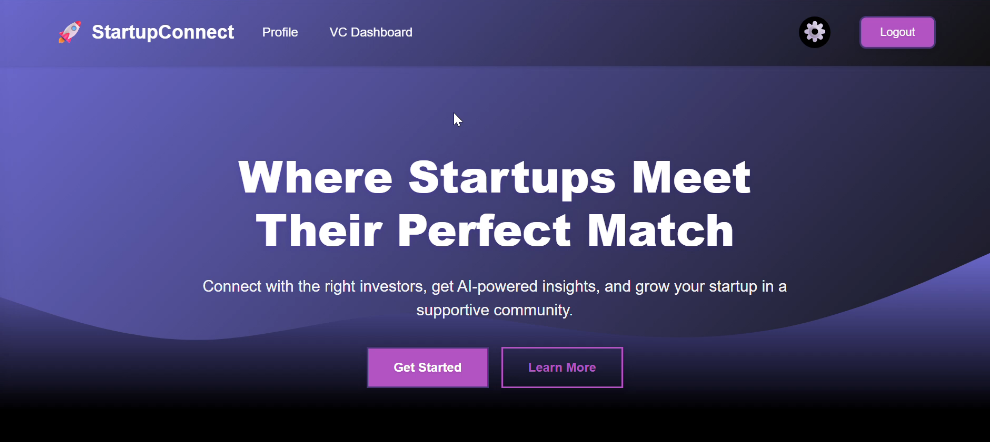 StartupConnect Profile VC Dashboard Logout
Where Startups Meet
Their Perfect Match
Connect with the right investors, get AI-powered insights, and grow your startup in a
supportive community.
Get Started Learn More